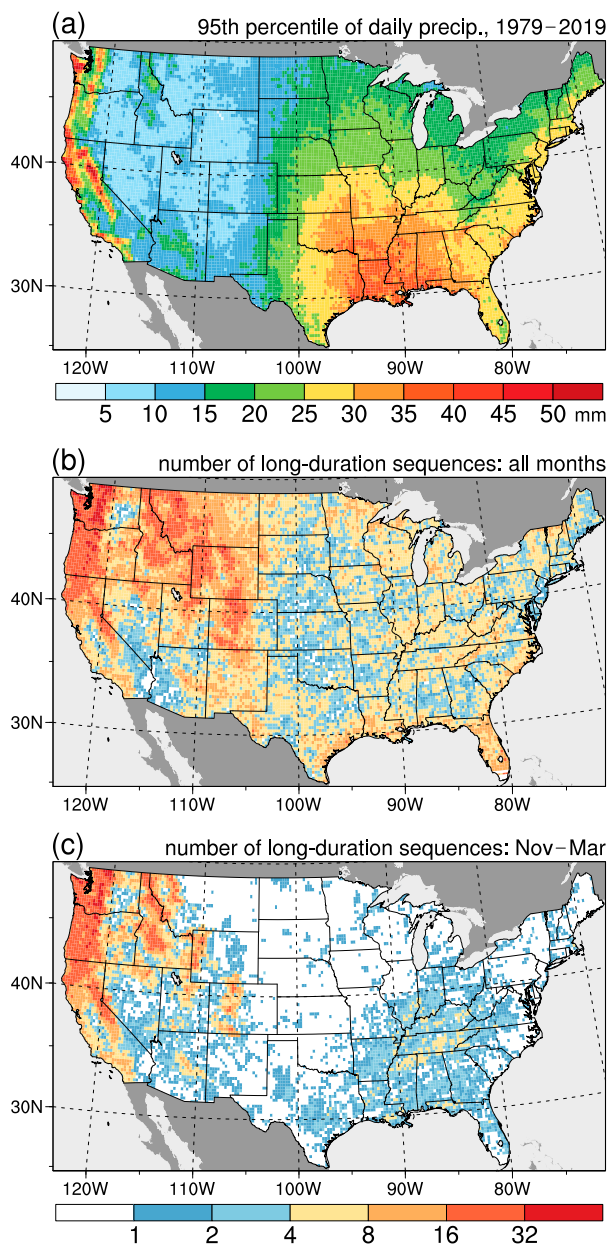 (a) 95th percentile of daily precip., 1979−2019
40N
30N
120W 110W 100W 90W 80W
5 10 15 20 25 30 35 40 45 50 mm
(b) number of long−duration sequences: all months
40N
30N
120W 110W 100W 90W 80W
(c) number of long−duration sequences: Nov−Mar
40N
30N
120W 110W 100W 90W 80W
1 2 4 8 16 32